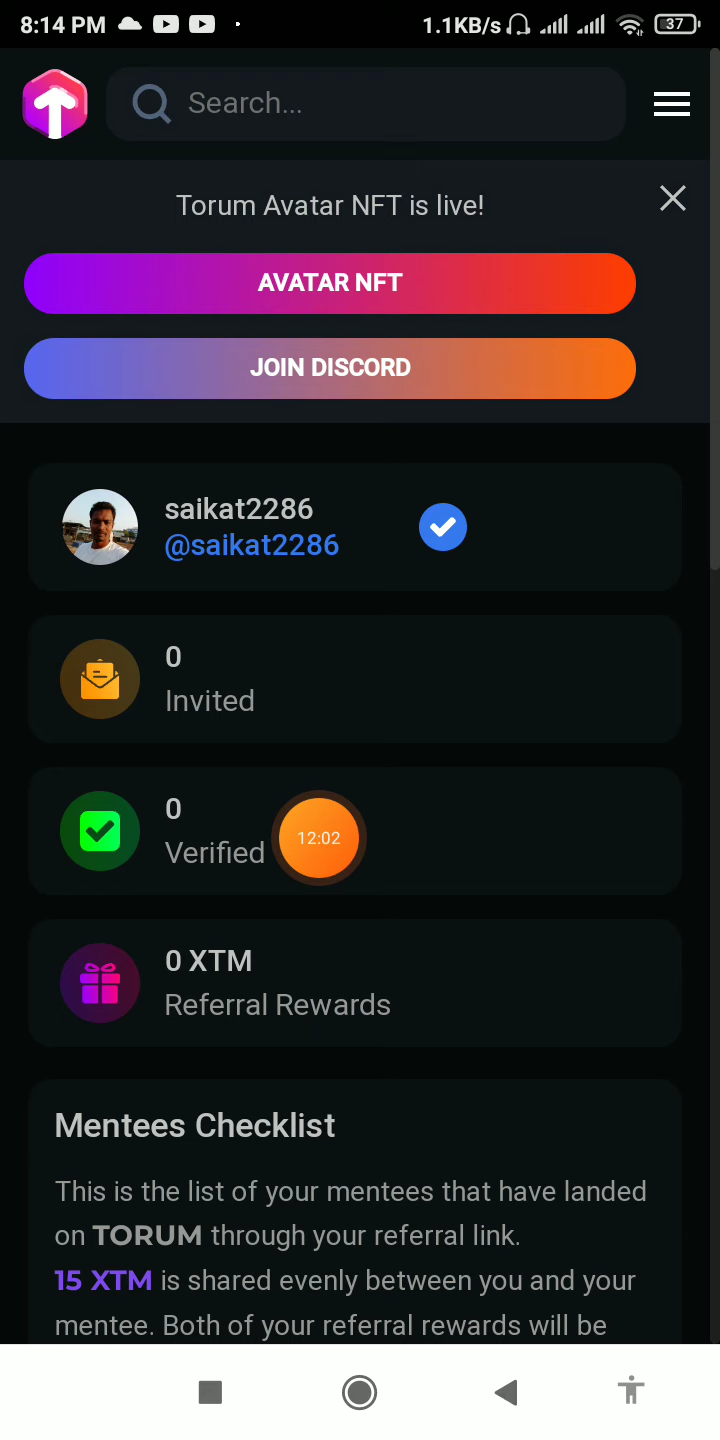 8:14 PM
1.1KB/s
37
Search...
Torum Avatar NFT is live!
AVATAR NFT
JOIN DISCORD
saikat2286
@saikat2286
0
Invited
0
Verified
12:02
0 XTM
Referral Rewards
Mentees Checklist
This is the list of your mentees that have landed
on TORUM through your referral link.
15 XTM is shared evenly between you and your
mentee. Both of your referral rewards will be